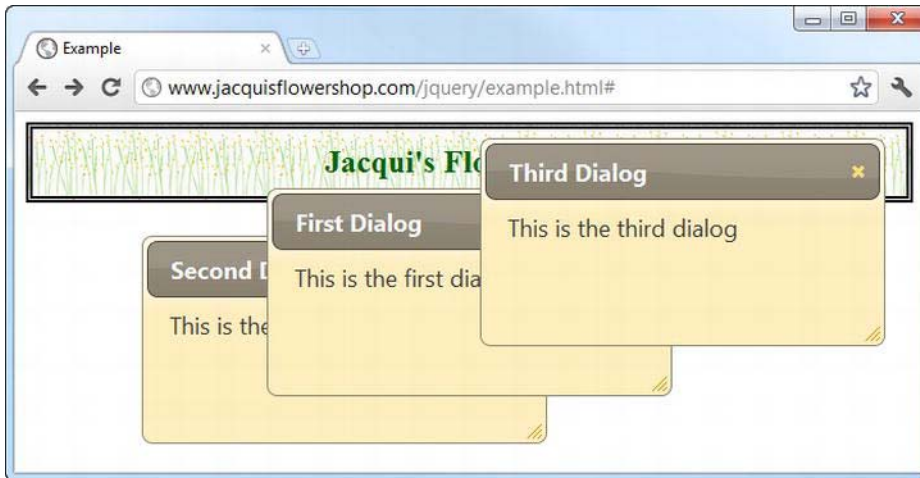 Example
www.jacquisflowershop.com/jquery/example.html#
Jacqui's Flo
Third Dialog
This is the third dialog
First Dialog
This is the first dia
Second D
This is the